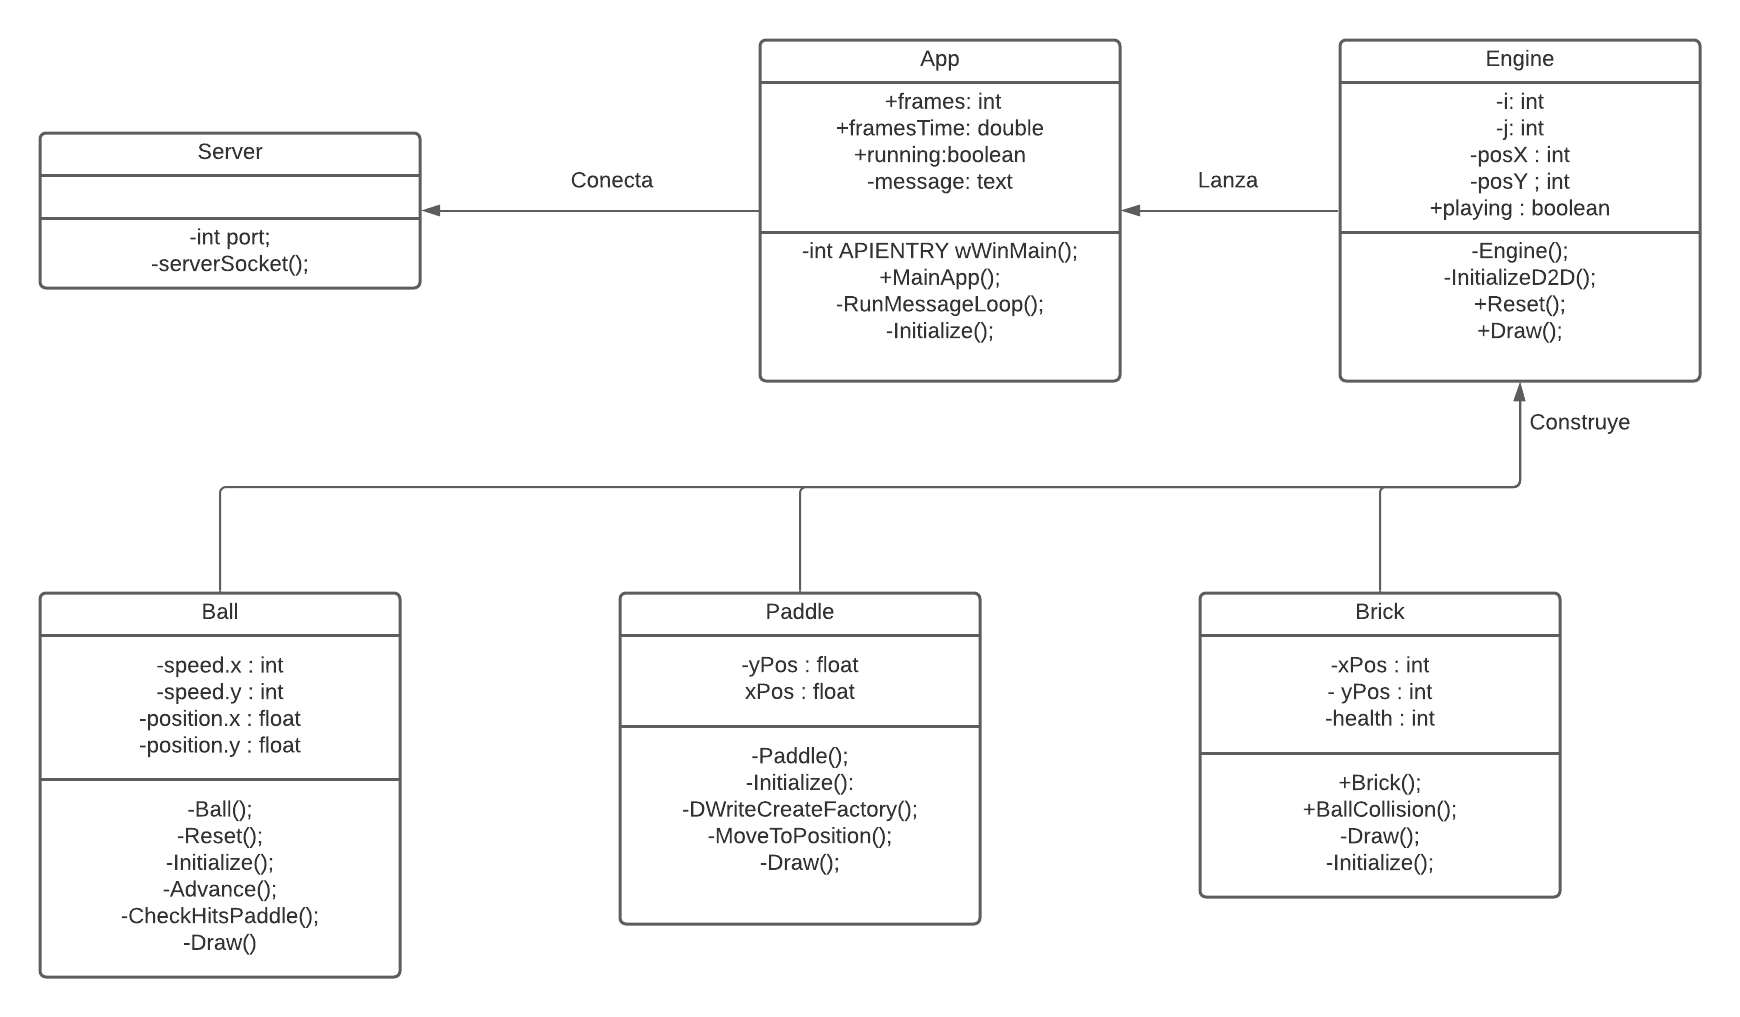 App
+frames: int
+framesTime: double
+running:boolean
-message: text
-int APIENTRY wWinMain();
+MainApp();
-RunMessageLoop();
-Initialize();
Engine
-i: int
-j: int
-posX : int
-posY ; int
+playing : boolean
-Engine();
-InitializeD2D();
+Reset();
+Draw();
Server
-int port;
-serverSocket();
Conecta
Lanza
Construye
Ball
-speed.x : int
-speed.y : int
-position.x : float
-position.y : float
-Ball();
-Reset();
-Initialize();
-Advance();
-CheckHitsPaddle();
-Draw()
Paddle
-yPos : float
xPos : float
-Paddle();
-Initialize():
-DWriteCreateFactory();
-MoveToPosition();
-Draw();
Brick
-xPos : int
- yPos : int
-health : int
+Brick();
+BallCollision();
-Draw();
-Initialize();